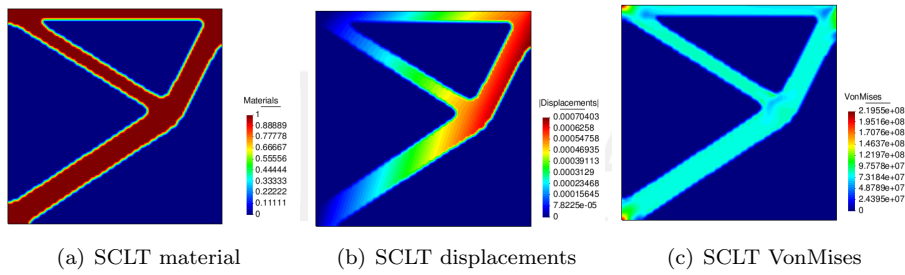 Materials
1
0.88889
0.77778
0.66667
0.55556
0.44444
0.33333
0.22222
0.11111
0
|Displacements|
0.00070403
0.0006258
0.00054758
0.00046935
0.00039113
0.0003129
0.00023468
0.00015645
7.8225e-05
0
VonMises
2.1955e+08
1.9516e+08
1.7076e+08
1.4637e+08
1.2197e+08
9.7578e+07
7.3184e+07
4.8789e+07
2.4395e+07
0
(a) SCLT material
(b) SCLT displacements
(c) SCLT VonMises